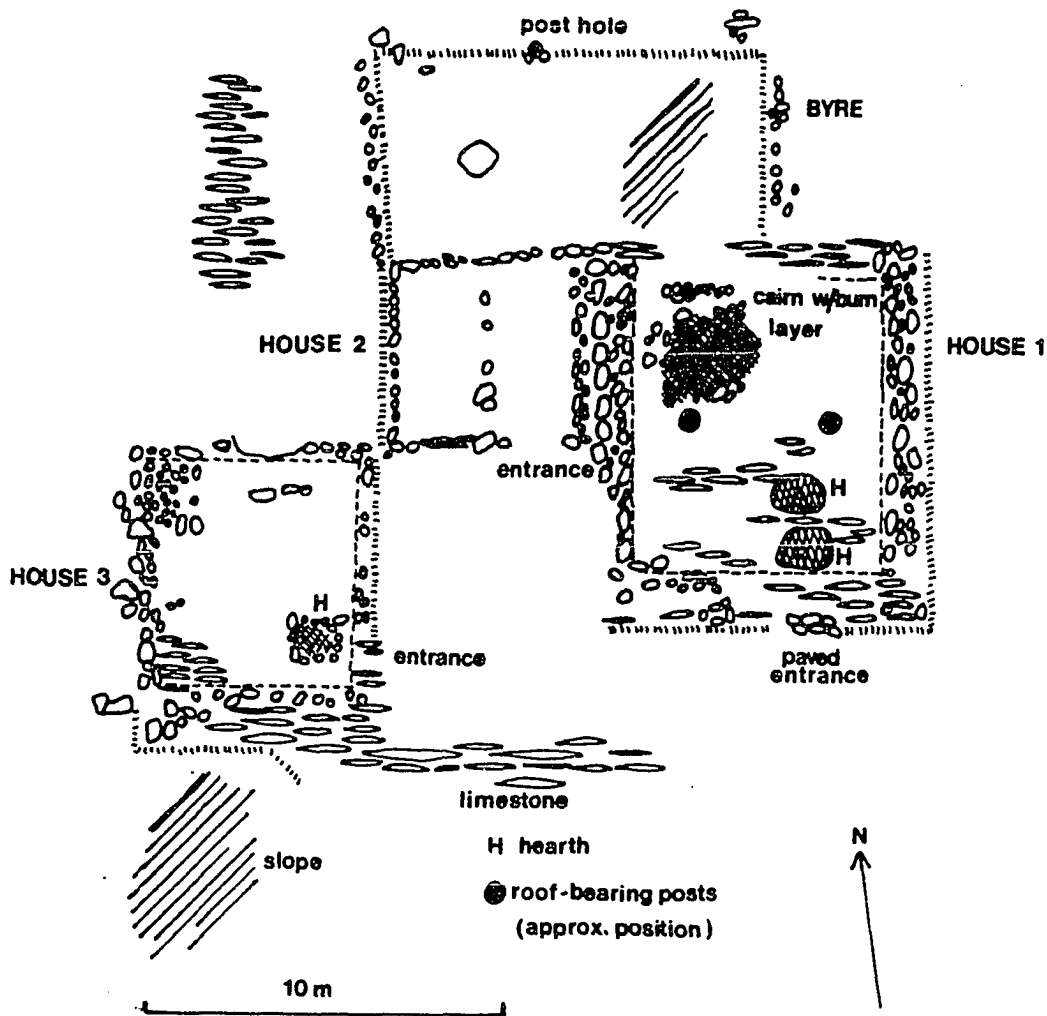 post hole
BYRE
cairn w/burn
layer
HOUSE 2
HOUSE 1
entrance
H
H
HOUSE 3
H
entrance
paved
entrance
limestone
H hearth
N
slope
roof-bearing posts
(approx. position)
10 m